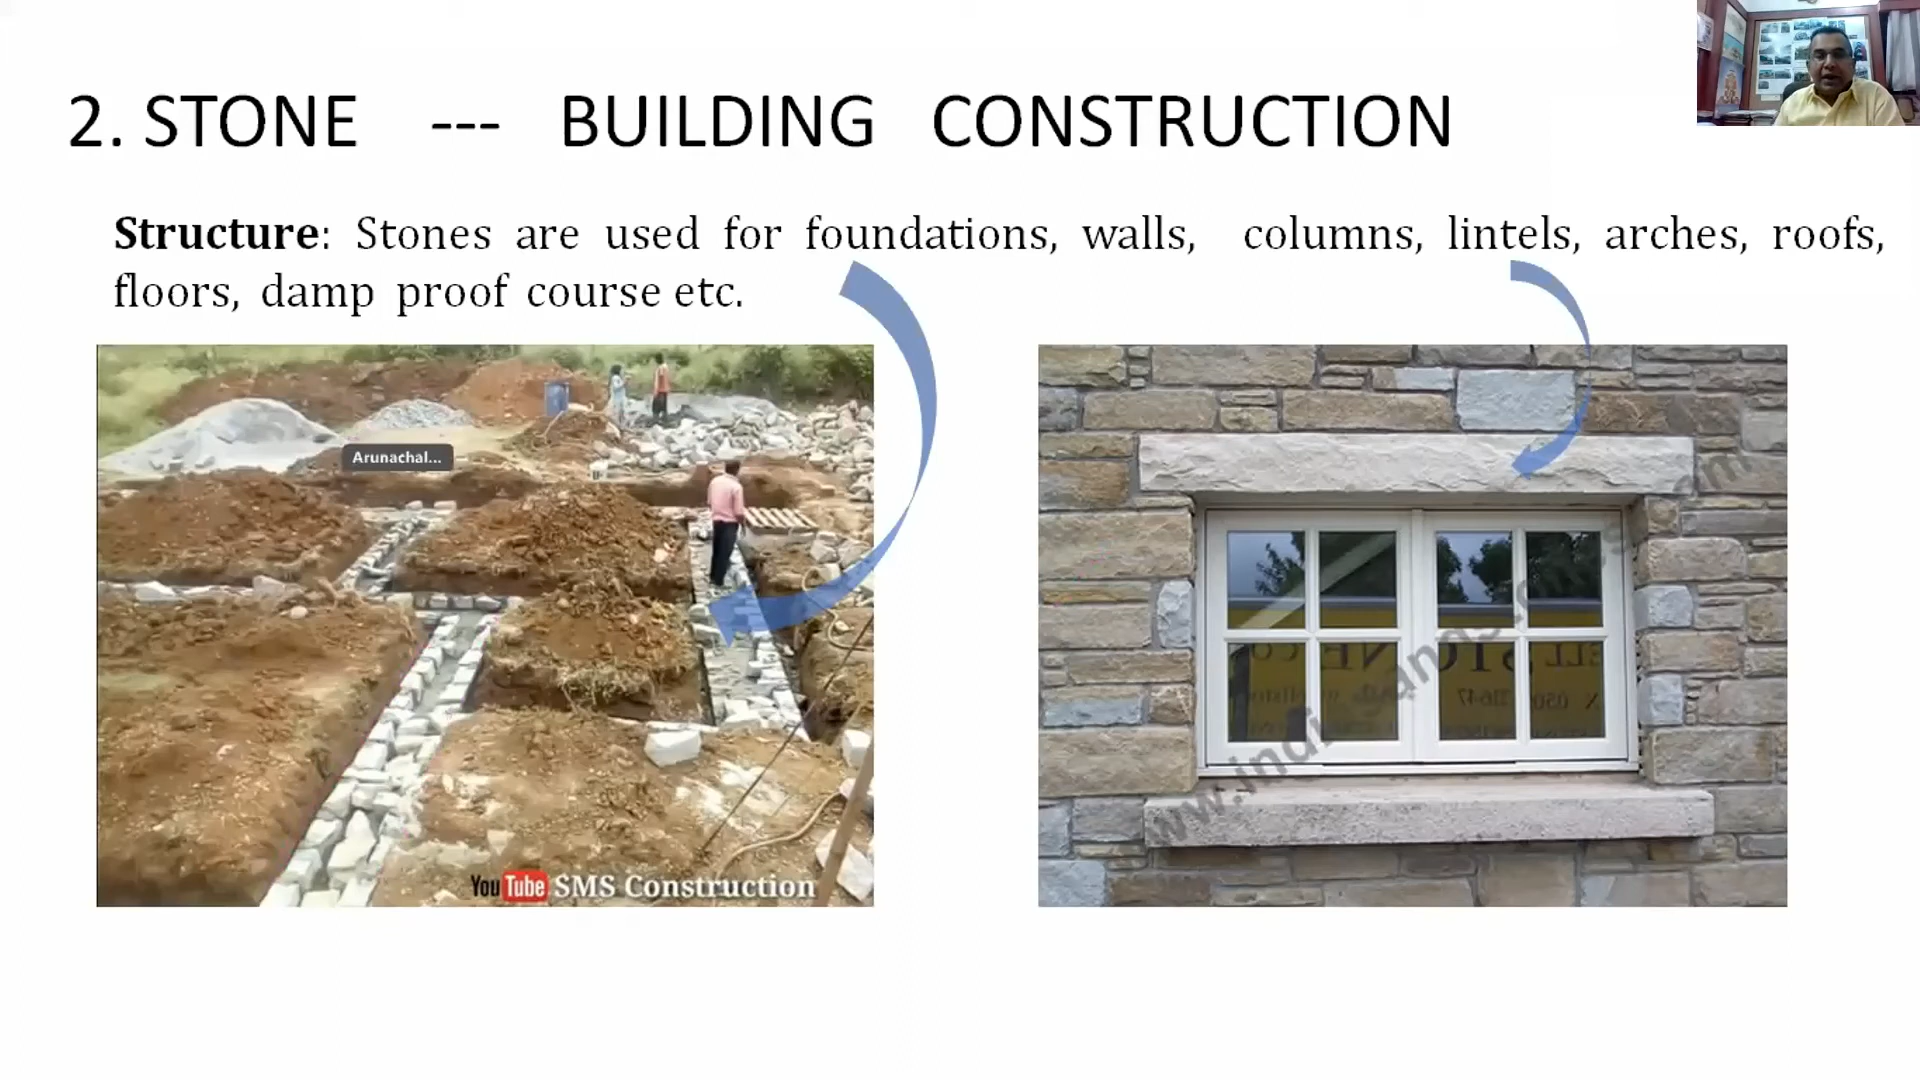 2. STONE --- BUILDING CONSTRUCTION
Structure: Stones are used for foundations, walls, columns, lintels, arches, roofs,
floors, damp proof course etc.
Arunachal...
YouTube SMS Construction